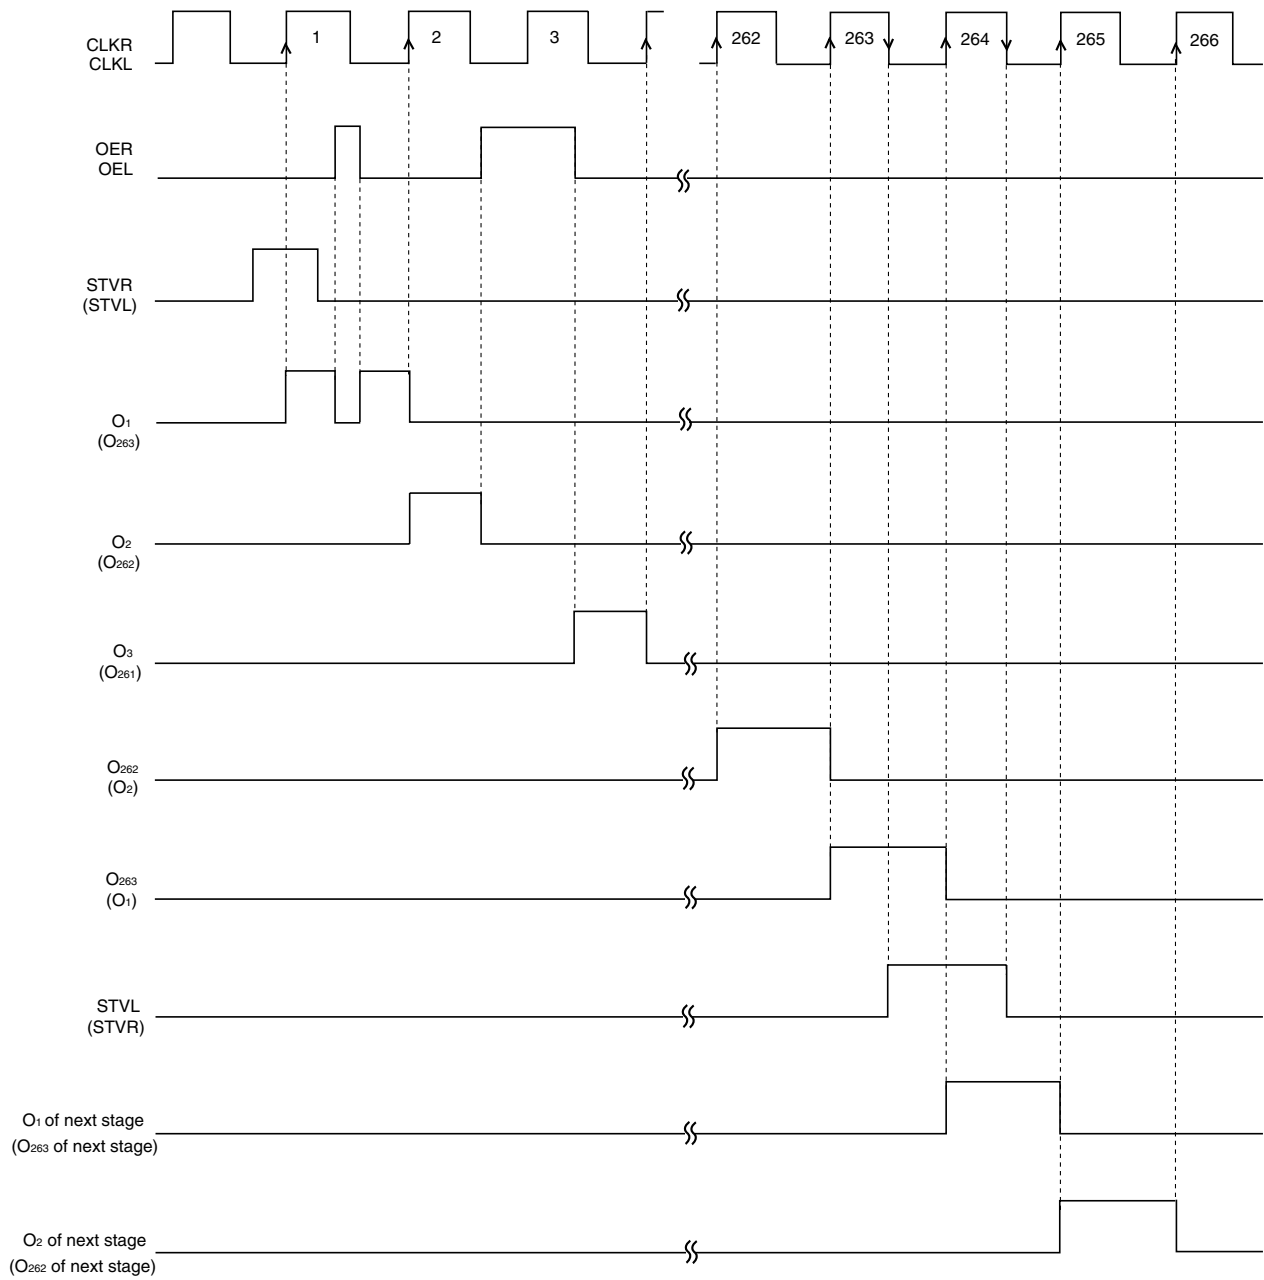 CLKR
CLKL
1 2 3 262 263 264 265 266
OER
OEL
STVR
(STVL)
O1
(O263)
O2
(O262)
O3
(O261)
O262
(O2)
O263
(O1)
STVL
(STVR)
O1 of next stage
(O263 of next stage)
O2 of next stage
(O262 of next stage)